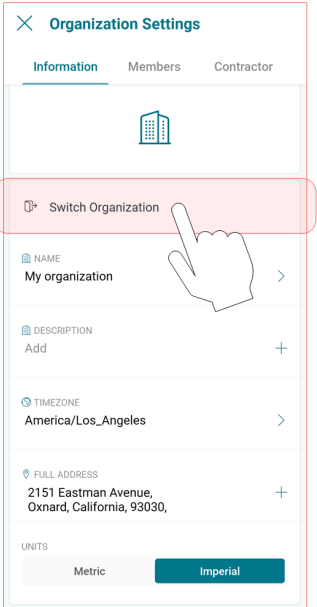 Organization Settings
Information Members Contractor
Switch Organization
NAME
My organization
DESCRIPTION
Add
TIMEZONE
America/Los_Angeles
FULL ADDRESS
2151 Eastman Avenue,
Oxnard, California, 93030,
UNITS
Metric Imperial